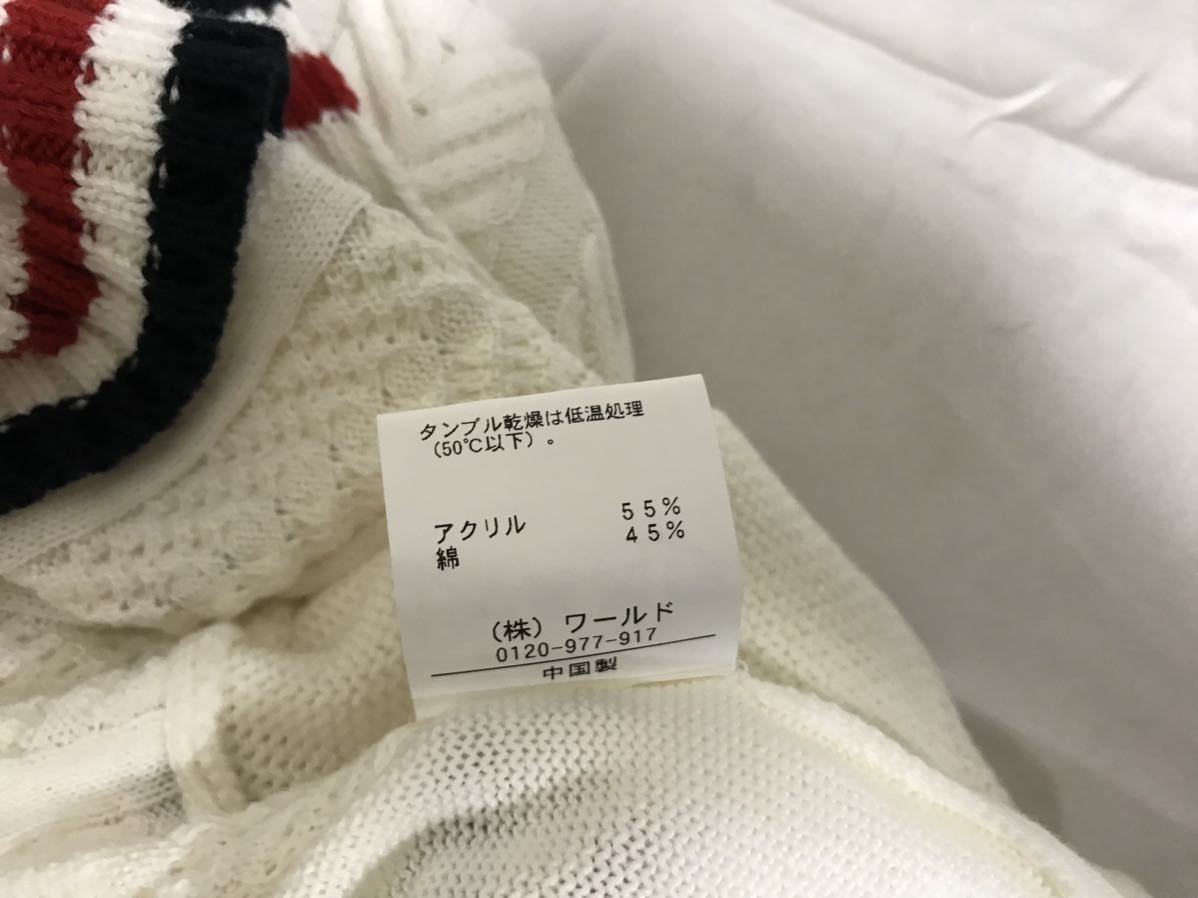 タンブル乾燥は低温処理
（50℃以下）。
アクリル 55%
綿 45%
（株）ワールド
0120-977-917
中国製